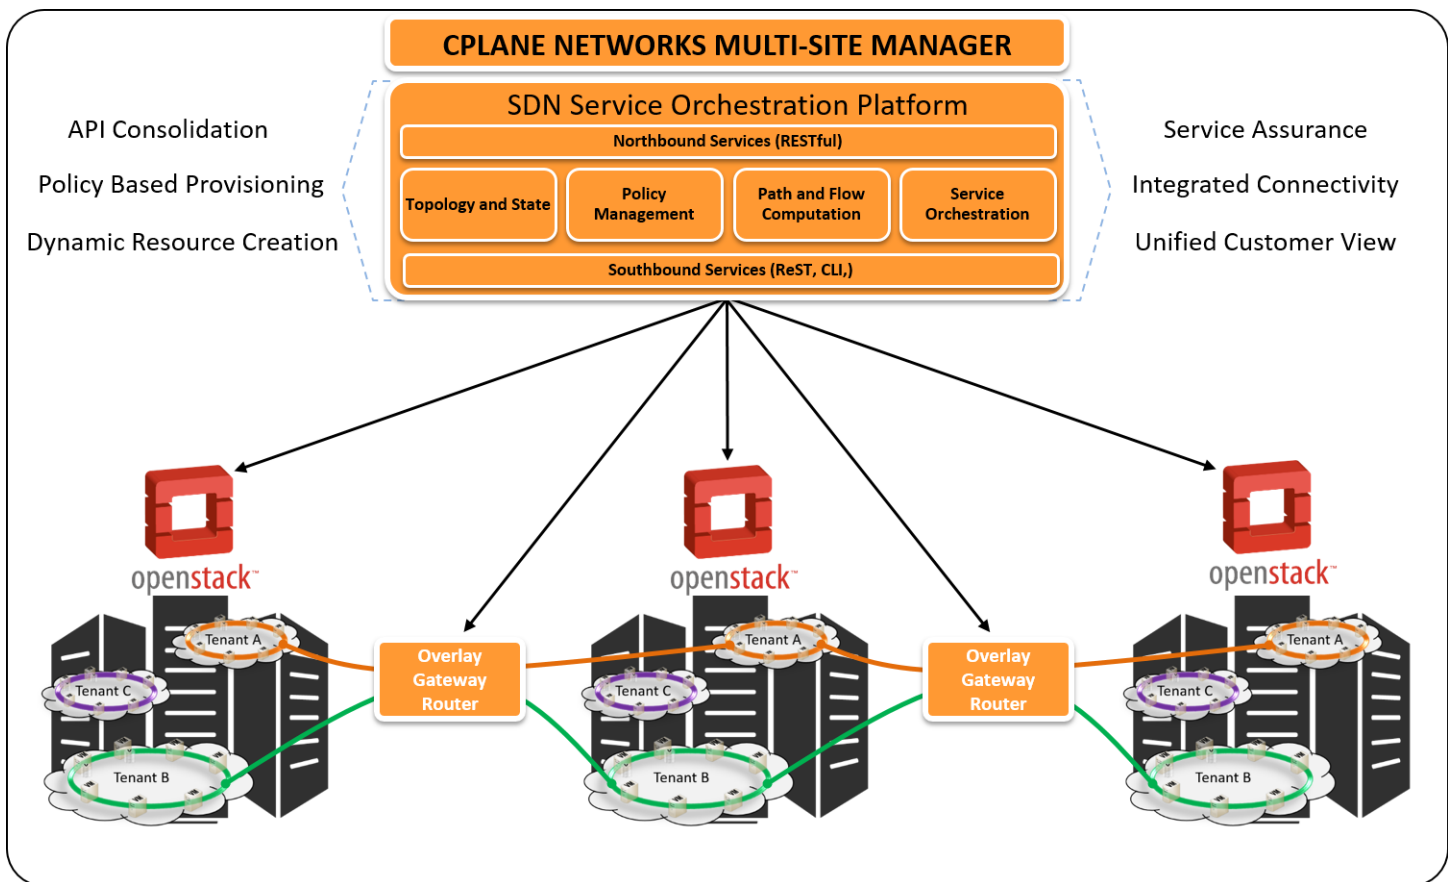 CPLANE NETWORKS MULTI-SITE MANAGER
SDN Service Orchestration Platform
Northbound Services (RESTful)
Topology and State
Policy
Management
Path and Flow
Computation
Service
Orchestration
Southbound Services (ReST, CLI,)
API Consolidation
Policy Based Provisioning
Dynamic Resource Creation
Service Assurance
Integrated Connectivity
Unified Customer View
openstack™
openstack™
openstack™
Tenant A
Tenant C
Tenant B
Overlay
Gateway
Router
Tenant A
Tenant C
Tenant B
Overlay
Gateway
Router
Tenant A
Tenant C
Tenant B